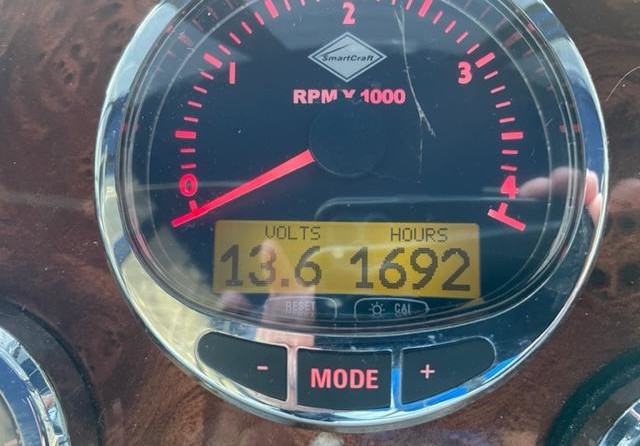 2
SmartCraft
1 3
RPM X 1000
0 4
VOLTS HOURS
13.6 1692
RESET CAL
- MODE +